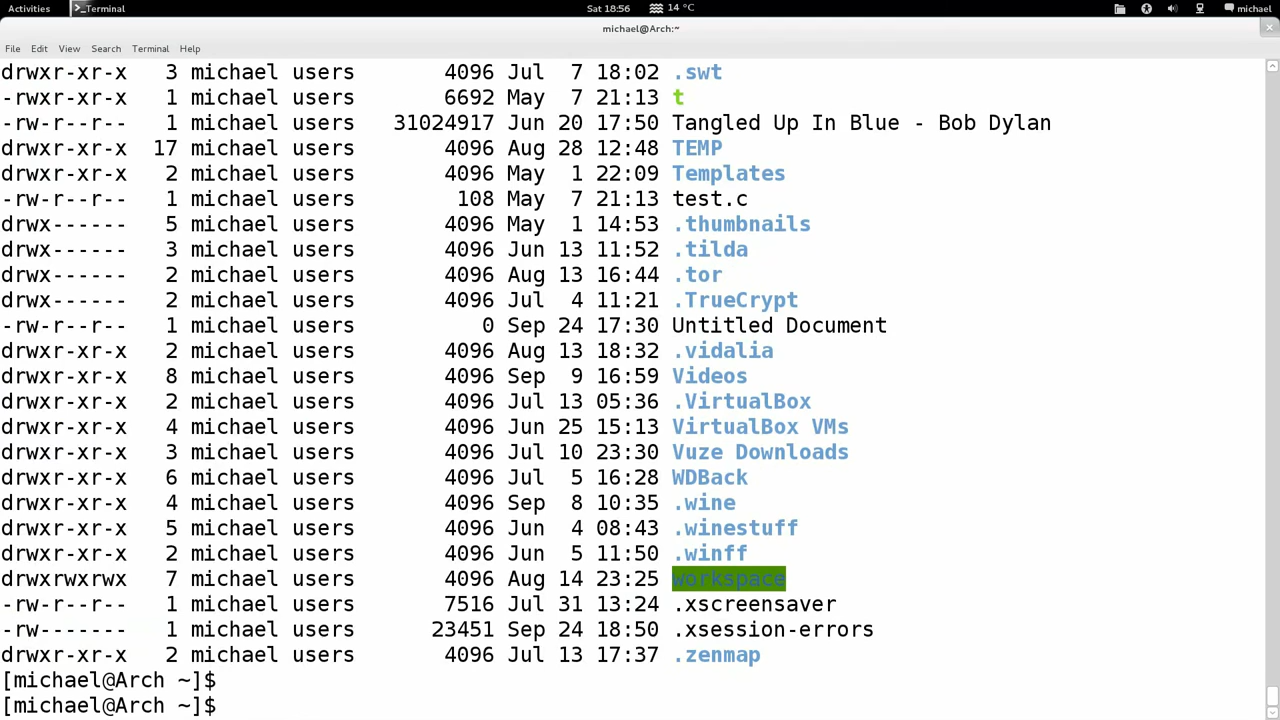 Activities Terminal Sat 18:56 14 °C michael
michael@Arch:~
File Edit View Search Terminal Help
drwxr-xr-x 3 michael users 4096 Jul 7 18:02 .swt
-rwxr-xr-x 1 michael users 6692 May 7 21:13 t
-rw-r--r-- 1 michael users 31024917 Jun 20 17:50 Tangled Up In Blue - Bob Dylan
drwxr-xr-x 17 michael users 4096 Aug 28 12:48 TEMP
drwxr-xr-x 2 michael users 4096 May 1 22:09 Templates
-rw-r--r-- 1 michael users 108 May 7 21:13 test.c
drwx------ 5 michael users 4096 May 1 14:53 .thumbnails
drwx------ 3 michael users 4096 Jun 13 11:52 .tilda
drwx------ 2 michael users 4096 Aug 13 16:44 .tor
drwx------ 2 michael users 4096 Jul 4 11:21 .TrueCrypt
-rw-r--r-- 1 michael users 0 Sep 24 17:30 Untitled Document
drwxr-xr-x 2 michael users 4096 Aug 13 18:32 .vidalia
drwxr-xr-x 8 michael users 4096 Sep 9 16:59 Videos
drwxr-xr-x 2 michael users 4096 Jul 13 05:36 .VirtualBox
drwxr-xr-x 4 michael users 4096 Jun 25 15:13 VirtualBox VMs
drwxr-xr-x 3 michael users 4096 Jul 10 23:30 Vuze Downloads
drwxr-xr-x 6 michael users 4096 Jul 5 16:28 WDBack
drwxr-xr-x 4 michael users 4096 Sep 8 10:35 .wine
drwxr-xr-x 5 michael users 4096 Jun 4 08:43 .winestuff
drwxr-xr-x 2 michael users 4096 Jun 5 11:50 .winff
drwxrwxrwx 7 michael users 4096 Aug 14 23:25 workspace
-rw-r--r-- 1 michael users 7516 Jul 31 13:24 .xscreensaver
-rw------- 1 michael users 23451 Sep 24 18:50 .xsession-errors
drwxr-xr-x 2 michael users 4096 Jul 13 17:37 .zenmap
[michael@Arch ~]$
[michael@Arch ~]$